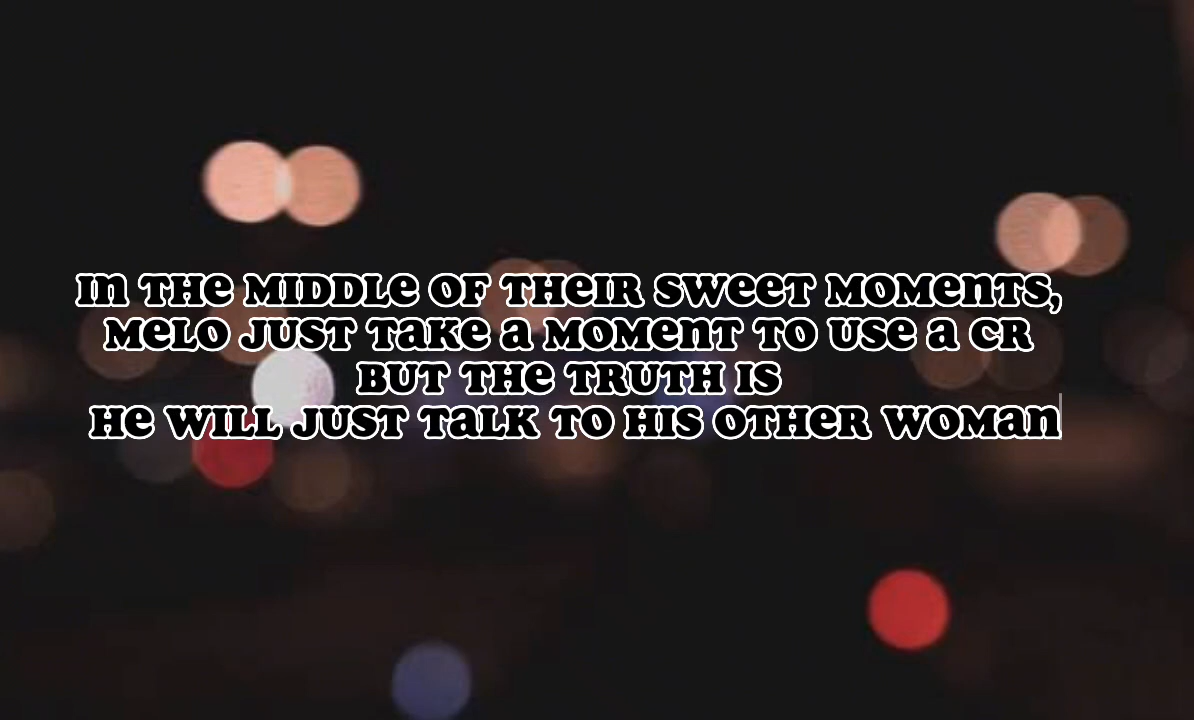 In THe MIDDLe OF THeIR SWeeT MOMenTS,
MeLO JUST TaKe a MOMenT TO USe a CR
BUT THe TRUTH IS
He WILL JUST TaLK TO HIS OTHeR WOMan